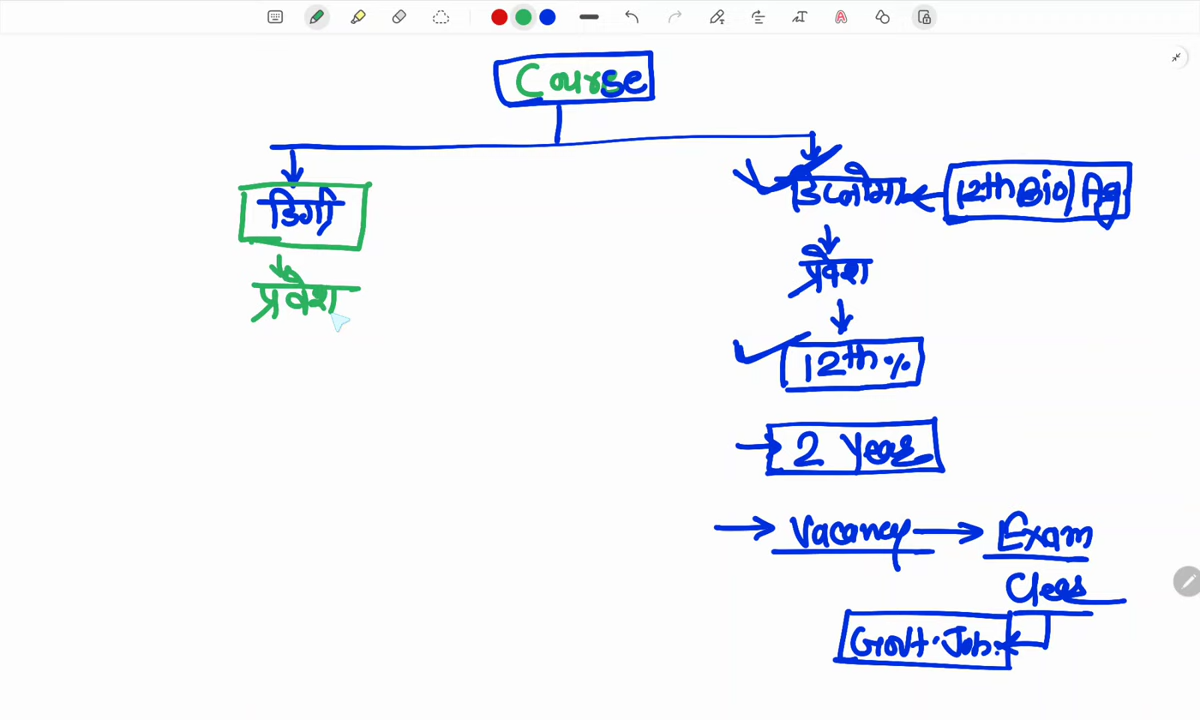 Course
डिग्री
प्रवेश
डिप्लोमा
12th Bio/Ag
प्रवेश
12th %
2 Year
Vacancy
Exam
Clear
Govt. Job.